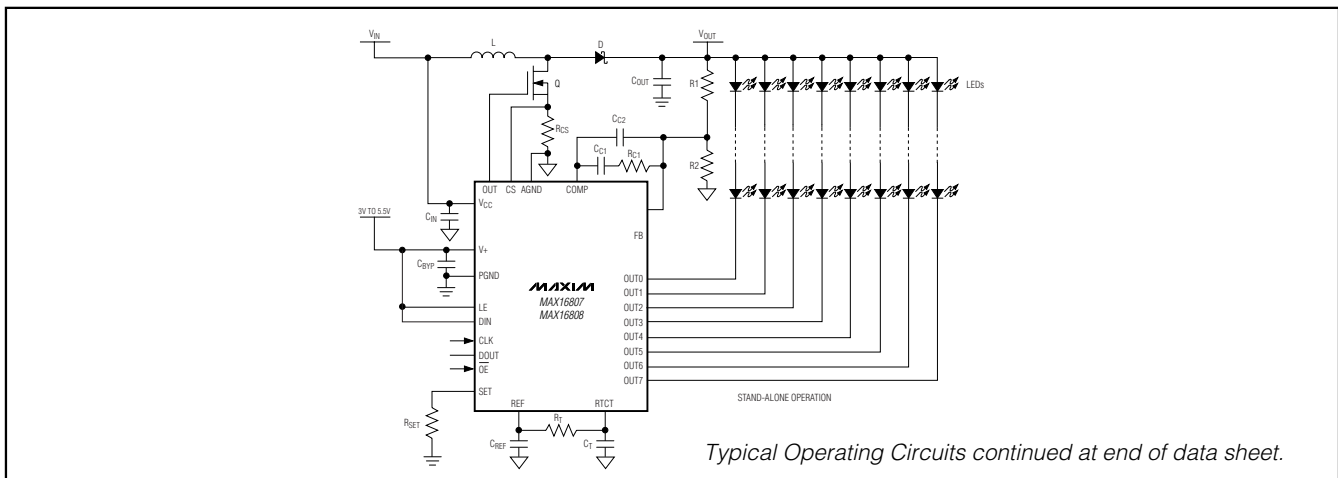 VIN
L
D
VOUT
Q
COUT
R1
LEDs
RCS
CC2
CC1
RC1
R2
OUT
CS
AGND
COMP
VCC
CIN
3V TO 5.5V
FB
V+
CBYP
PGND
OUT0
MAXIM
OUT1
MAX16807
OUT2
MAX16808
LE
OUT3
DIN
OUT4
CLK
OUT5
DOUT
OUT6
OE
OUT7
SET
STAND-ALONE OPERATION
REF
RTCT
RSET
RT
CREF
CT
Typical Operating Circuits continued at end of data sheet.